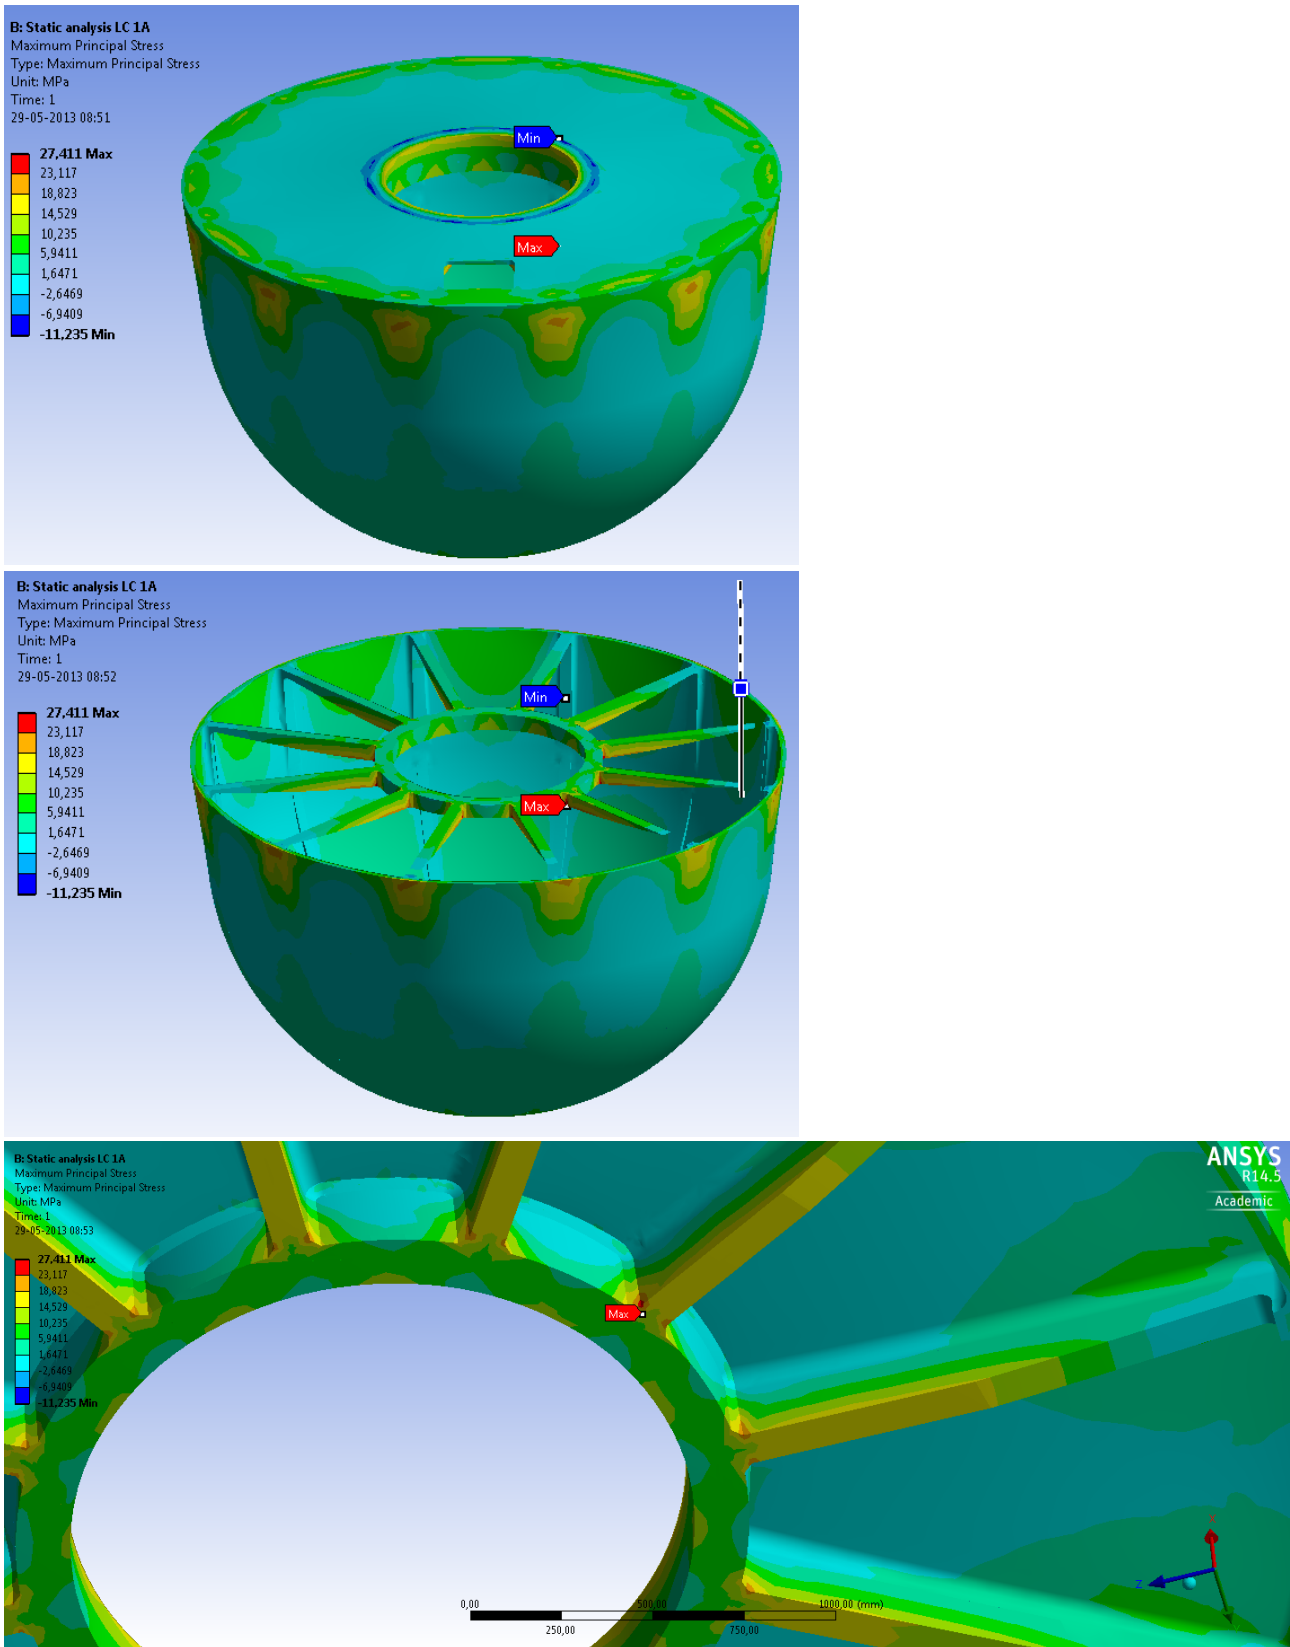 B: Static analysis LC 1A
Maximum Principal Stress
Type: Maximum Principal Stress
Unit: MPa
Time: 1
29-05-2013 08:51
27,411 Max
23,117
18,823
14,529
10,235
5,9411
1,6471
-2,6469
-6,9409
-11,235 Min
Min
Max
B: Static analysis LC 1A
Maximum Principal Stress
Type: Maximum Principal Stress
Unit: MPa
Time: 1
29-05-2013 08:52
27,411 Max
23,117
18,823
14,529
10,235
5,9411
1,6471
-2,6469
-6,9409
-11,235 Min
Min
Max
B: Static analysis LC 1A
Maximum Principal Stress
Type: Maximum Principal Stress
Unit: MPa
Time: 1
29-05-2013 08:53
27,411 Max
23,117
18,823
14,529
10,235
5,9411
1,6471
-2,6469
-6,9409
-11,235 Min
Max
ANSYS
R14.5
Academic
X
Z
0,00 500,00 1000,00 (mm)
250,00 750,00